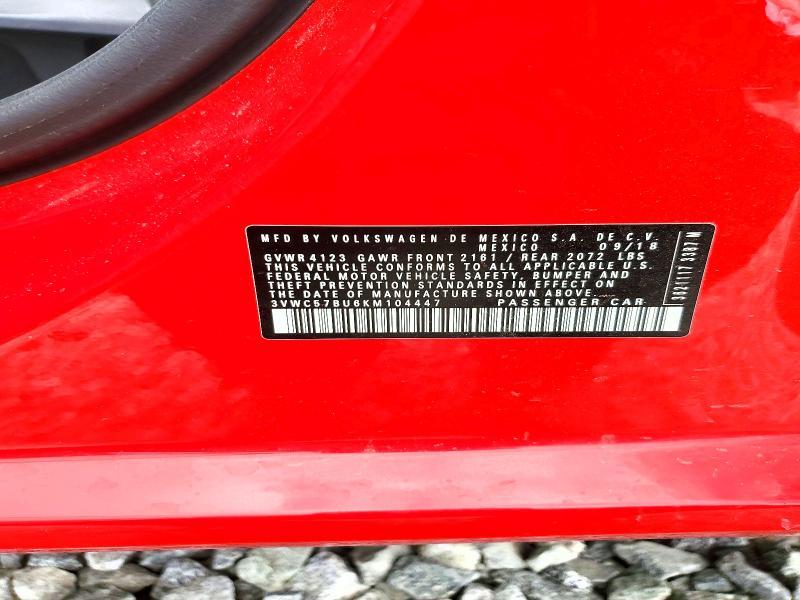 MFD BY VOLKSWAGEN DE MEXICO S.A. DE C.V.
MEXICO 09/18
GVWR 4123 GAWR FRONT 2161 / REAR 2072 LBS
THIS VEHICLE CONFORMS TO ALL APPLICABLE U.S.
FEDERAL MOTOR VEHICLE SAFETY, BUMPER AND
THEFT PREVENTION STANDARDS IN EFFECT ON
THE DATE OF MANUFACTURE SHOWN ABOVE.
3VWC57BU6KM104447 PASSENGER CAR